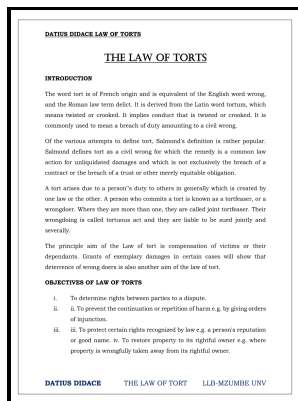 DATIUS DIDACE LAW OF TORTS
THE LAW OF TORTS
INTRODUCTION
The word tort is of French origin and is equivalent of the English word wrong,
and the Roman law term delict. It is derived from the Latin word tortum, which
means twisted or crooked. It implies conduct that is twisted or crooked. It is
commonly used to mean a breach of duty amounting to a civil wrong.
Of the various attempts to define tort, Salmond's definition is rather popular.
Salmond defines tort as a civil wrong for which the remedy is a common law
action for unliquidated damages and which is not exclusively the breach of a
contract or the breach of a trust or other merely equitable obligation.
A tort arises due to a person"s duty to others in generally which is created by
one law or the other. A person who commits a tort is known as a tortfeaser, or a
wrongdoer. Where they are more than one, they are called joint tortfeaser. Their
wrongdoing is called tortuous act and they are liable to be sued jointly and
severally.
The principle aim of the Law of tort is compensation of victims or their
dependants. Grants of exemplary damages in certain cases will show that
deterrence of wrong doers is also another aim of the law of tort.
OBJECTIVES OF LAW OF TORTS
i. To determine rights between parties to a dispute.
ii. ii. To prevent the continuation or repetition of harm e.g. by giving orders
of injunction.
iii. iii. To protect certain rights recognized by law e.g. a person's reputation
or good name. iv. To restore property to its rightful owner e.g. where
property is wrongfully taken away from its rightful owner.
DATIUS DIDACE THE LAW OF TORT LLB-MZUMBE UNV